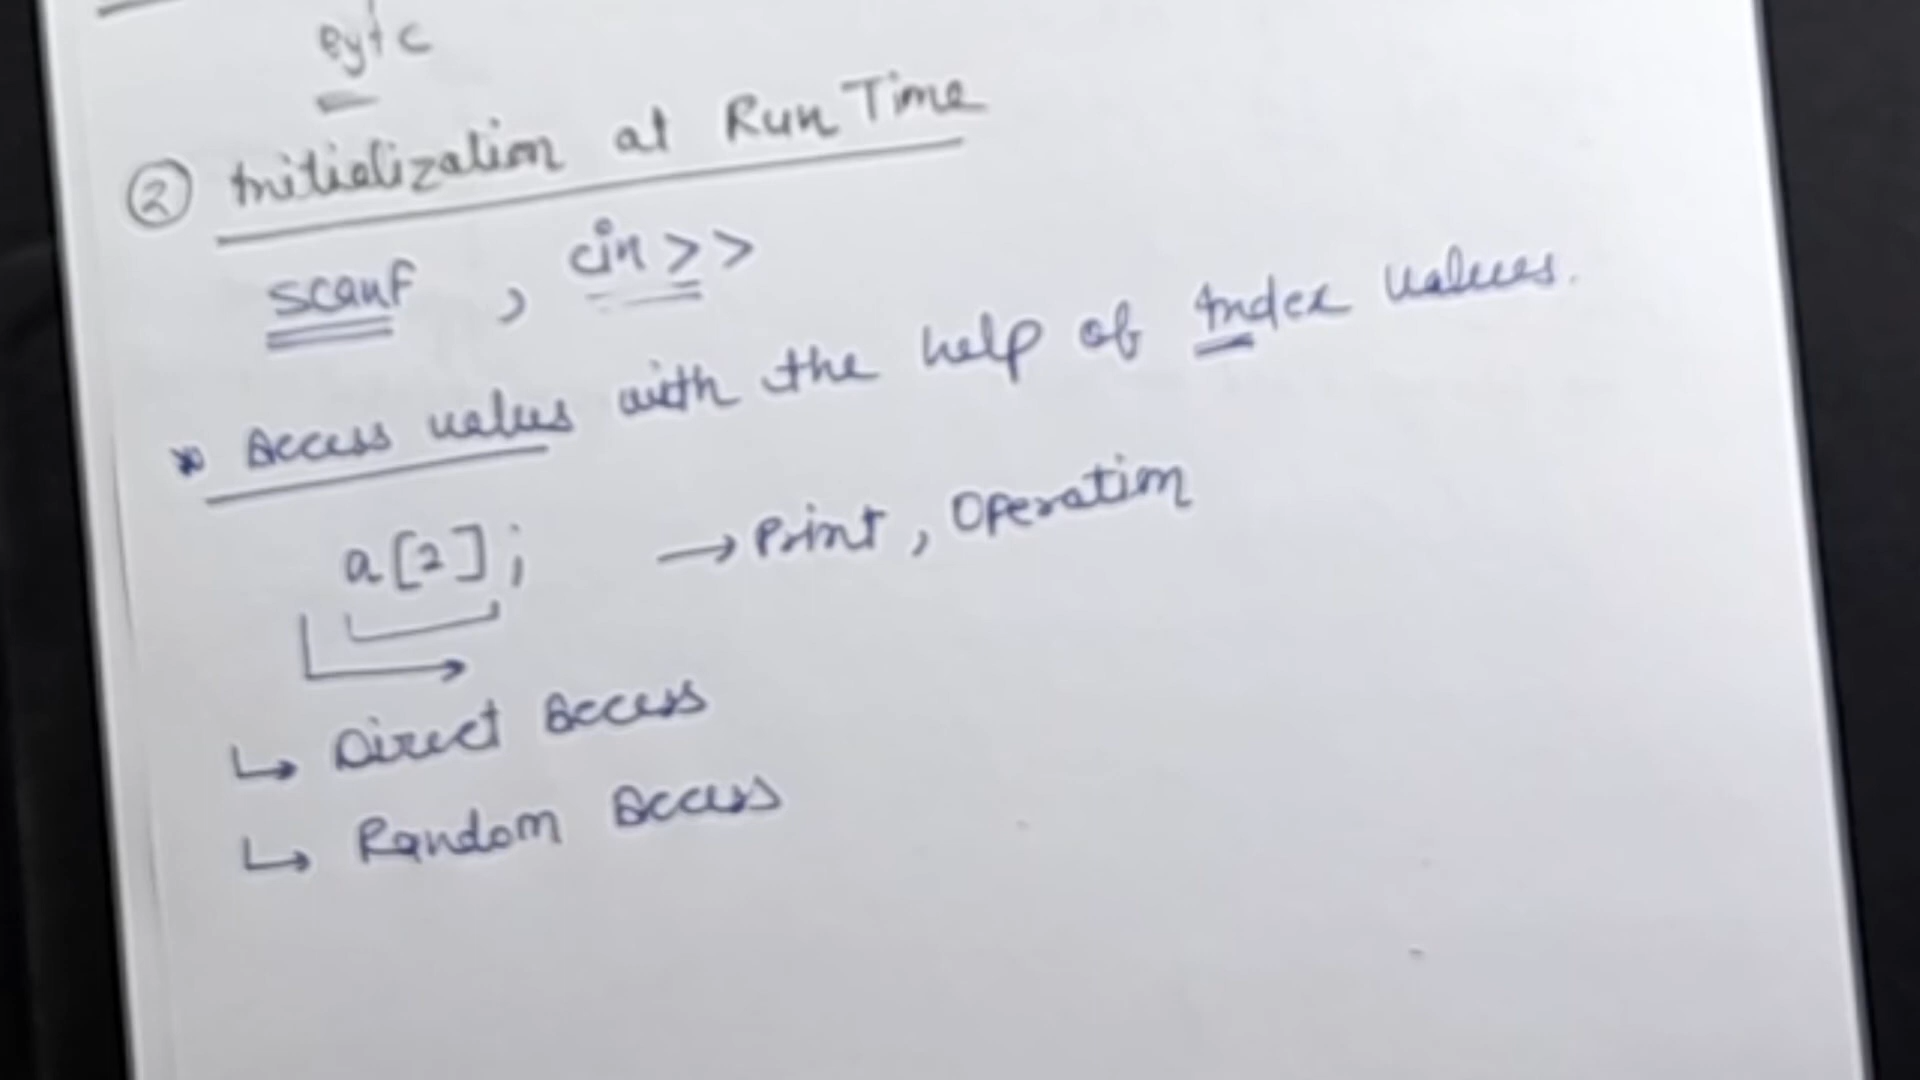 Byte
② Initialization at Run Time
scanf , cin >>
* Access values with the help of Index values.
a[2]; → Print, Operation
↳ Direct Access
↳ Random Access